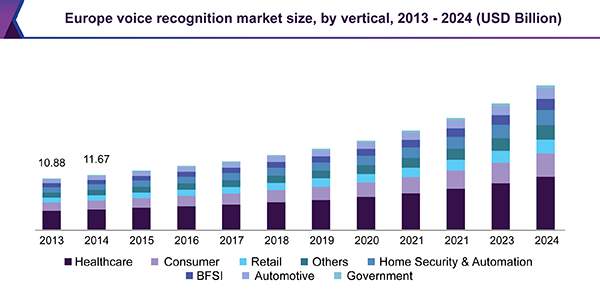 Europe voice recognition market size, by vertical, 2013 - 2024 (USD Billion)
10.88 11.67
2013 2014 2015 2016 2017 2018 2019 2020 2021 2021 2023 2024
Healthcare Consumer Retail Others Home Security & Automation
BFSI Automotive Government